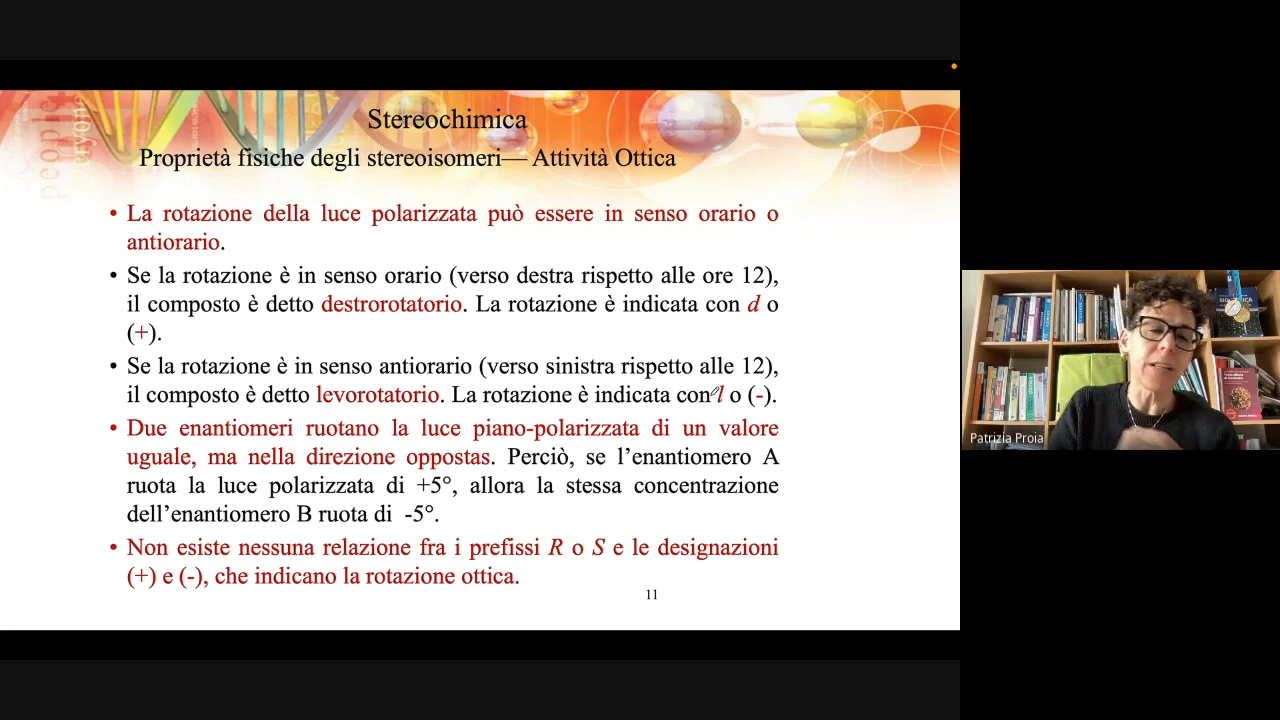 Stereochimica
Proprietà fisiche degli stereoisomeri— Attività Ottica
• La rotazione della luce polarizzata può essere in senso orario o
antiorario.
• Se la rotazione è in senso orario (verso destra rispetto alle ore 12),
il composto è detto destrorotatorio. La rotazione è indicata con d o
(+).
• Se la rotazione è in senso antiorario (verso sinistra rispetto alle 12),
il composto è detto levorotatorio. La rotazione è indicata con l o (-).
• Due enantiomeri ruotano la luce piano-polarizzata di un valore
uguale, ma nella direzione oppostas. Perciò, se l’enantiomero A
ruota la luce polarizzata di +5°, allora la stessa concentrazione
dell’enantiomero B ruota di -5°.
• Non esiste nessuna relazione fra i prefissi R o S e le designazioni
(+) e (-), che indicano la rotazione ottica.
11
people
Patrizia Proia